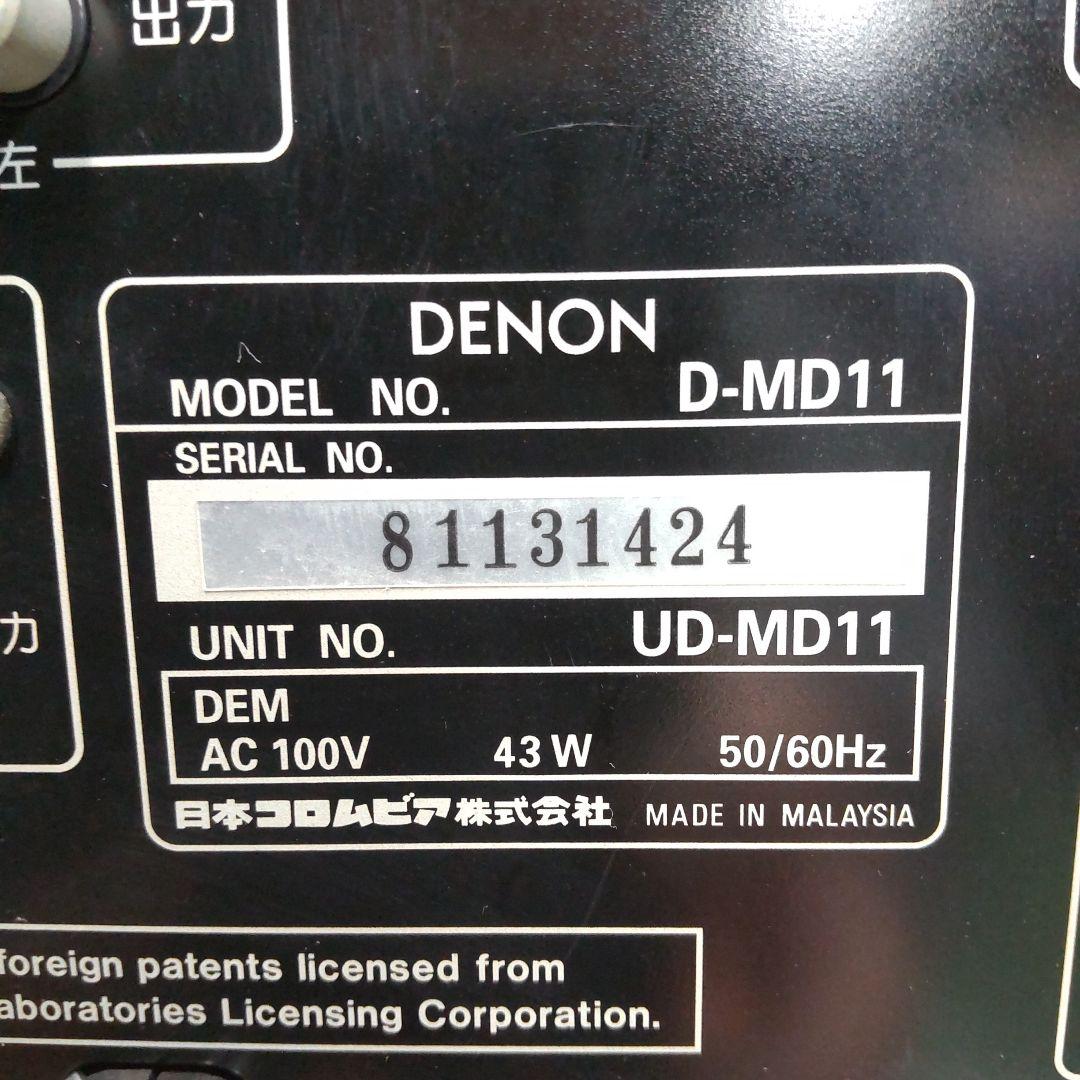 出力
左
DENON
MODEL NO. D-MD11
SERIAL NO.
81131424
UNIT NO. UD-MD11
力
DEM
AC 100V 43W 50/60Hz
日本コロムビア株式会社 MADE IN MALAYSIA
foreign patents licensed from
aboratories Licensing Corporation.